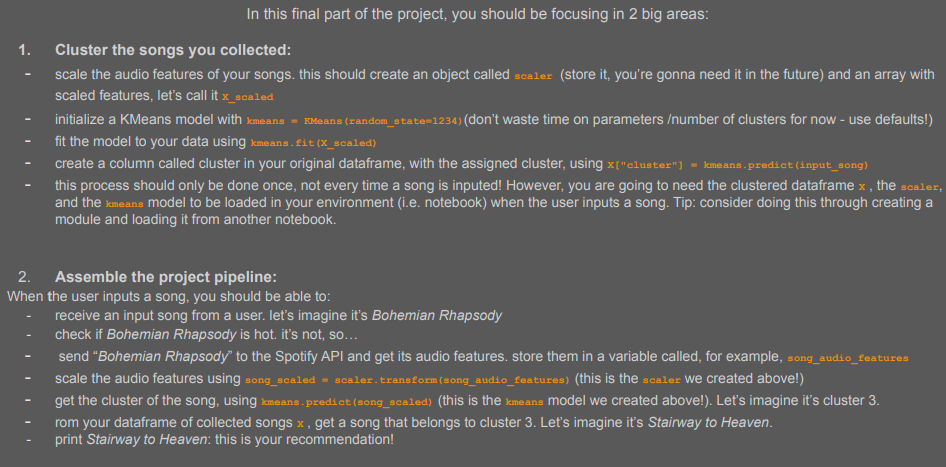 In this final part of the project, you should be focusing in 2 big areas:
1. Cluster the songs you collected:
- scale the audio features of your songs. this should create an object called scaler (store it, you're gonna need it in the future) and an array with
scaled features, let's call it X_scaled
- initialize a KMeans model with kmeans = KMeans(random_state=1234)(don't waste time on parameters /number of clusters for now - use defaults!)
- fit the model to your data using kmeans.fit(X_scaled)
- create a column called cluster in your original dataframe, with the assigned cluster, using X["cluster"] = kmeans.predict(input_song)
- this process should only be done once, not every time a song is inputed! However, you are going to need the clustered dataframe X , the scaler,
and the kmeans model to be loaded in your environment (i.e. notebook) when the user inputs a song. Tip: consider doing this through creating a
module and loading it from another notebook.
2. Assemble the project pipeline:
When the user inputs a song, you should be able to:
- receive an input song from a user. let's imagine it's Bohemian Rhapsody
- check if Bohemian Rhapsody is hot. it's not, so…
- send "Bohemian Rhapsody" to the Spotify API and get its audio features. store them in a variable called, for example, song_audio_features
- scale the audio features using song_scaled = scaler.transform(song_audio_features) (this is the scaler we created above!)
- get the cluster of the song, using kmeans.predict(song_scaled) (this is the kmeans model we created above!). Let's imagine it's cluster 3.
- rom your dataframe of collected songs X , get a song that belongs to cluster 3. Let's imagine it's Stairway to Heaven.
- print Stairway to Heaven: this is your recommendation!